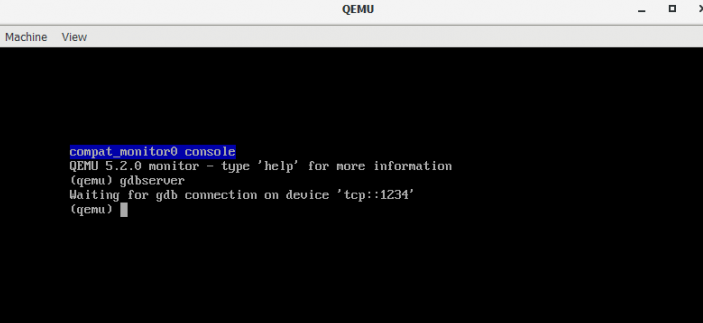 QEMU
Machine View
compat_monitor0 console
QEMU 5.2.0 monitor - type 'help' for more information
(qemu) gdbserver
Waiting for gdb connection on device 'tcp::1234'
(qemu)